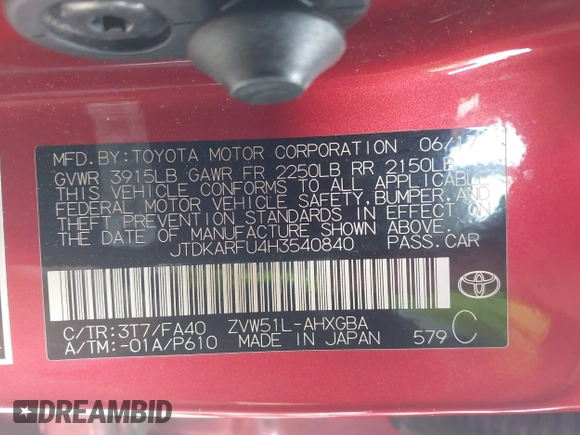 MFD. BY: TOYOTA MOTOR CORPORATION 06/17
GVWR 3915LB GAWR FR 2250LB RR 2150LB
THIS VEHICLE CONFORMS TO ALL APPLICABLE
FEDERAL MOTOR VEHICLE SAFETY, BUMPER, AND
THEFT PREVENTION STANDARDS IN EFFECT ON
THE DATE OF MANUFACTURE SHOWN ABOVE.
JTDKARFU4H3540840 PASS. CAR
C/TR: 3T7/FA40 ZVW51L-AHXGBA
A/TM: -01A/P610 MADE IN JAPAN 579 C
DREAMBID